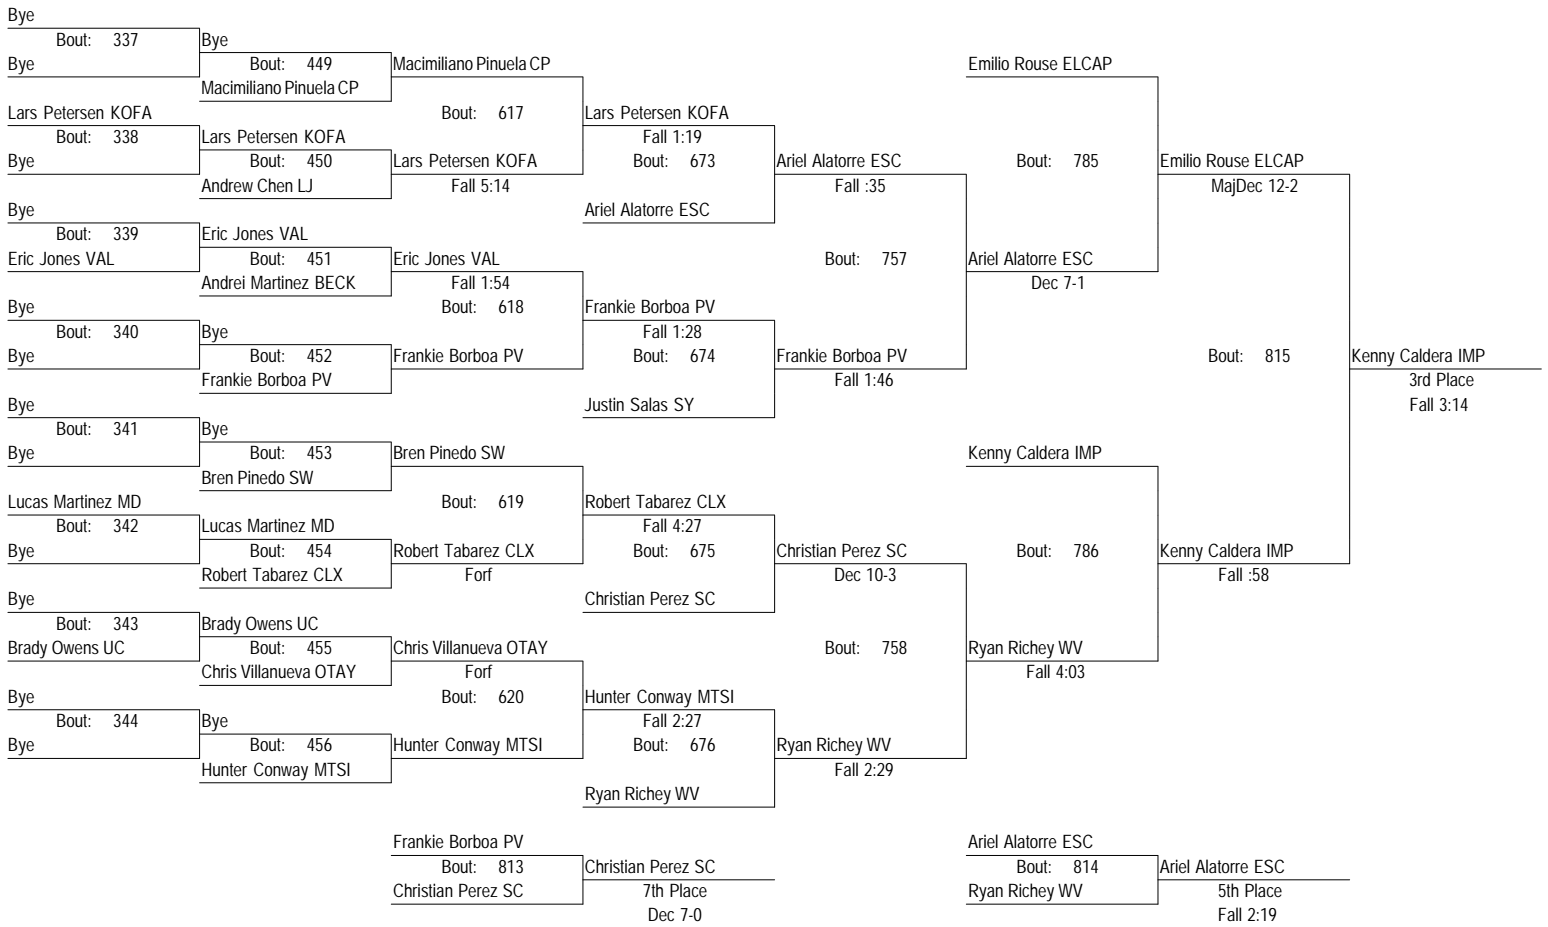 Bye
Bout: 337
Bye
Bye
Bout: 449
Macimiliano Pinuela CP
Macimiliano Pinuela CP
Lars Petersen KOFA
Bout: 338
Bye
Lars Petersen KOFA
Bout: 450
Andrew Chen LJ
Bout: 617
Lars Petersen KOFA
Fall 5:14
Lars Petersen KOFA
Fall 1:19
Bout: 673
Ariel Alatorre ESC
Bye
Bout: 339
Eric Jones VAL
Eric Jones VAL
Bout: 451
Andrei Martinez BECK
Eric Jones VAL
Fall 1:54
Bout: 618
Bye
Bout: 340
Bye
Bye
Bout: 452
Frankie Borboa PV
Frankie Borboa PV
Frankie Borboa PV
Fall 1:28
Bout: 674
Justin Salas SY
Ariel Alatorre ESC
Fall :35
Bout: 757
Frankie Borboa PV
Fall 1:46
Emilio Rouse ELCAP
Bout: 785
Ariel Alatorre ESC
Dec 7-1
Emilio Rouse ELCAP
MajDec 12-2
Bye
Bout: 341
Bye
Bye
Bout: 453
Bren Pinedo SW
Bren Pinedo SW
Bout: 619
Lucas Martinez MD
Bout: 342
Bye
Lucas Martinez MD
Bout: 454
Robert Tabarez CLX
Robert Tabarez CLX
Forf
Robert Tabarez CLX
Fall 4:27
Bout: 675
Christian Perez SC
Bye
Bout: 343
Brady Owens UC
Brady Owens UC
Bout: 455
Chris Villanueva OTAY
Chris Villanueva OTAY
Forf
Bout: 620
Bye
Bout: 344
Bye
Bye
Bout: 456
Hunter Conway MTSI
Hunter Conway MTSI
Hunter Conway MTSI
Fall 2:27
Bout: 676
Ryan Richey WV
Christian Perez SC
Dec 10-3
Bout: 758
Ryan Richey WV
Fall 2:29
Kenny Caldera IMP
Bout: 786
Ryan Richey WV
Fall 4:03
Kenny Caldera IMP
Fall :58
Bout: 815
Kenny Caldera IMP
3rd Place
Fall 3:14
Frankie Borboa PV
Bout: 813
Christian Perez SC
Christian Perez SC
7th Place
Dec 7-0
Ariel Alatorre ESC
Bout: 814
Ryan Richey WV
Ariel Alatorre ESC
5th Place
Fall 2:19